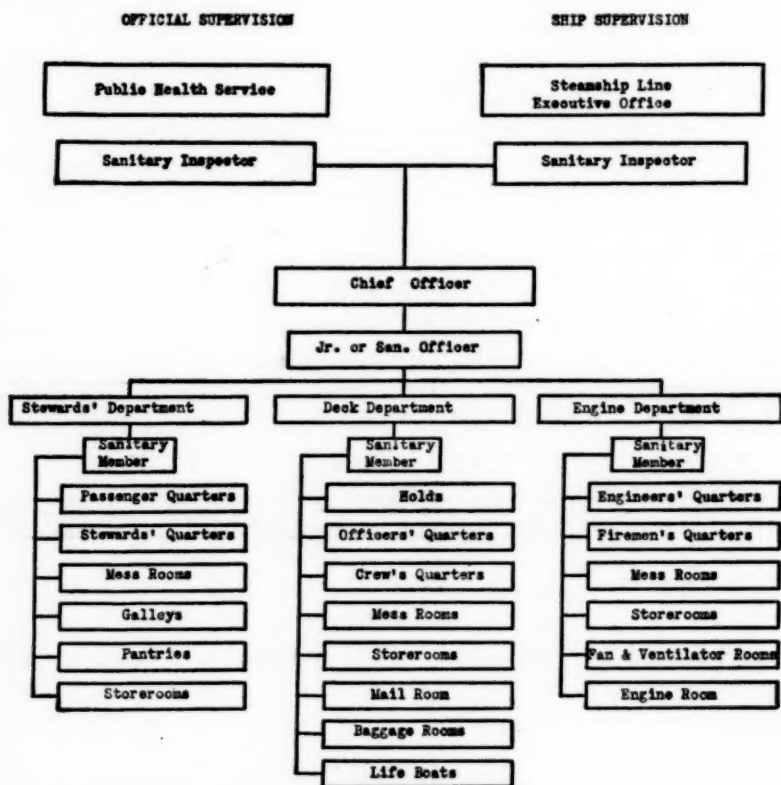 OFFICIAL SUPERVISION
SHIP SUPERVISION
Public Health Service
Steamship Line
Executive Office
Sanitary Inspector
Sanitary Inspector
Chief Officer
Jr. or San. Officer
Stewards' Department
Deck Department
Engine Department
Sanitary
Member
Sanitary
Member
Sanitary
Member
Passenger Quarters
Stewards' Quarters
Mess Rooms
Galleys
Pantries
Storerooms
Holds
Officers' Quarters
Crew's Quarters
Mess Rooms
Storerooms
Mail Room
Baggage Rooms
Life Boats
Engineers' Quarters
Firemen's Quarters
Mess Rooms
Storerooms
Fan & Ventilator Rooms
Engine Room